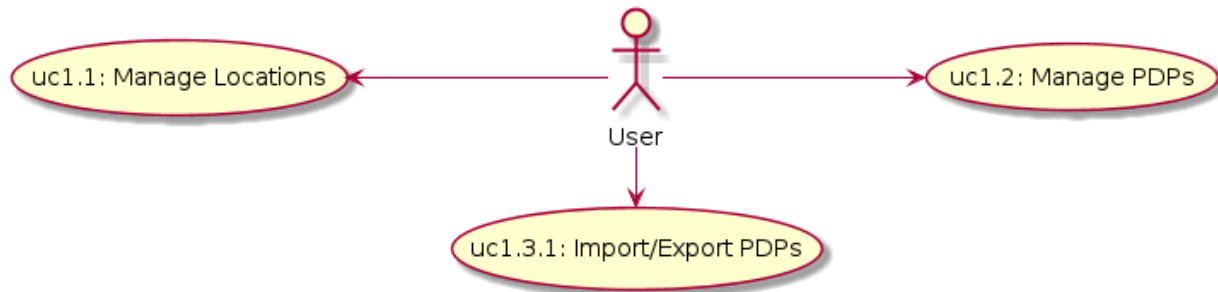 uc1.1: Manage Locations
uc1.2: Manage PDPs
User
uc1.3.1: Import/Export PDPs